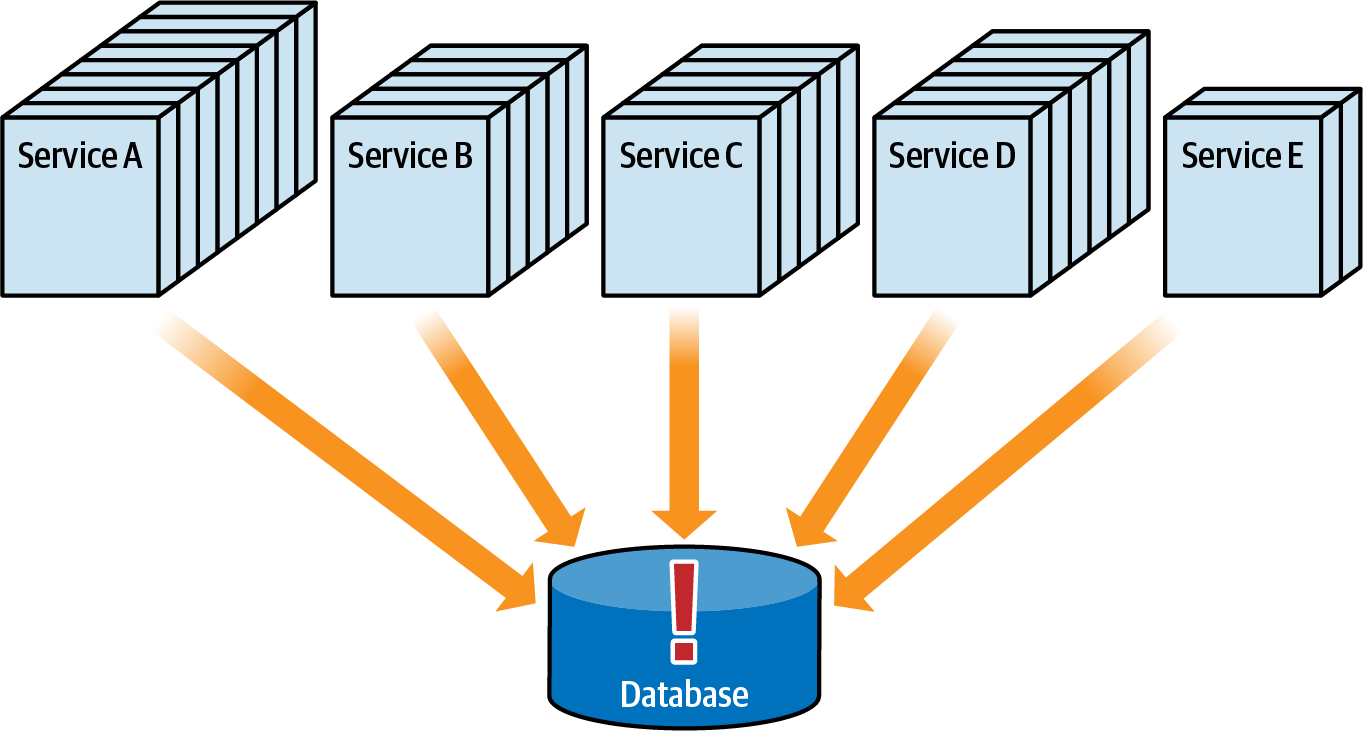 Service A
Service B
Service C
Service D
Service E
!
Database